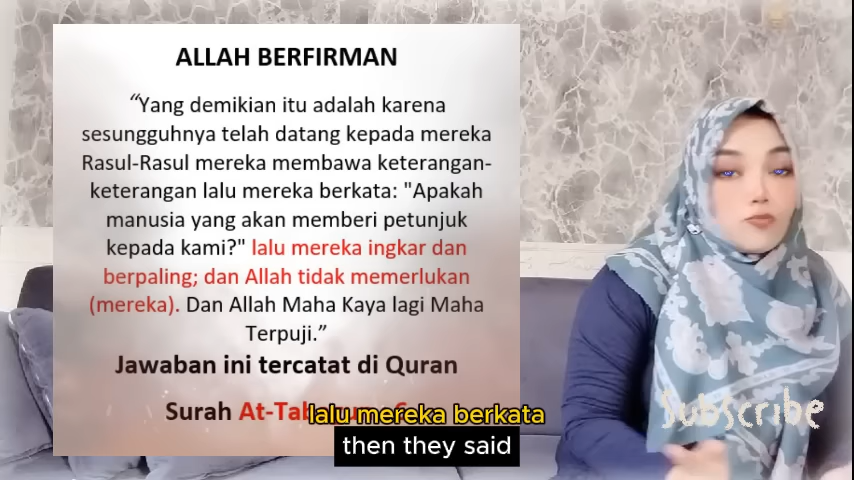 ALLAH BERFIRMAN
“Yang demikian itu adalah karena
sesungguhnya telah datang kepada mereka
Rasul-Rasul mereka membawa keterangan-
keterangan lalu mereka berkata: "Apakah
manusia yang akan memberi petunjuk
kepada kami?" lalu mereka ingkar dan
berpaling; dan Allah tidak memerlukan
(mereka). Dan Allah Maha Kaya lagi Maha
Terpuji.”
Jawaban ini tercatat di Quran
Surah
lalu mereka berkata
then they said
Subscribe